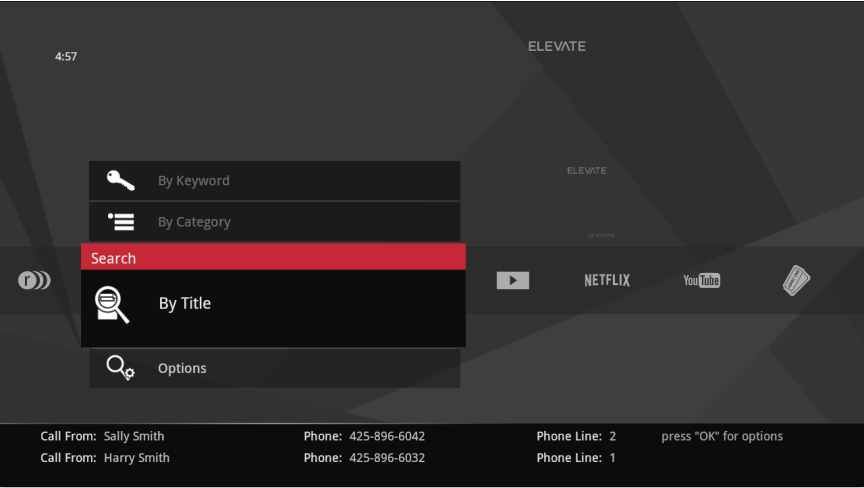 4:57
ELEVATE
ELEVATE
By Keyword
By Category
Search
By Title
Options
r
NETFLIX
YouTube
Call From: Sally Smith Phone: 425-896-6042 Phone Line: 2 press "OK" for options
Call From: Harry Smith Phone: 425-896-6032 Phone Line: 1